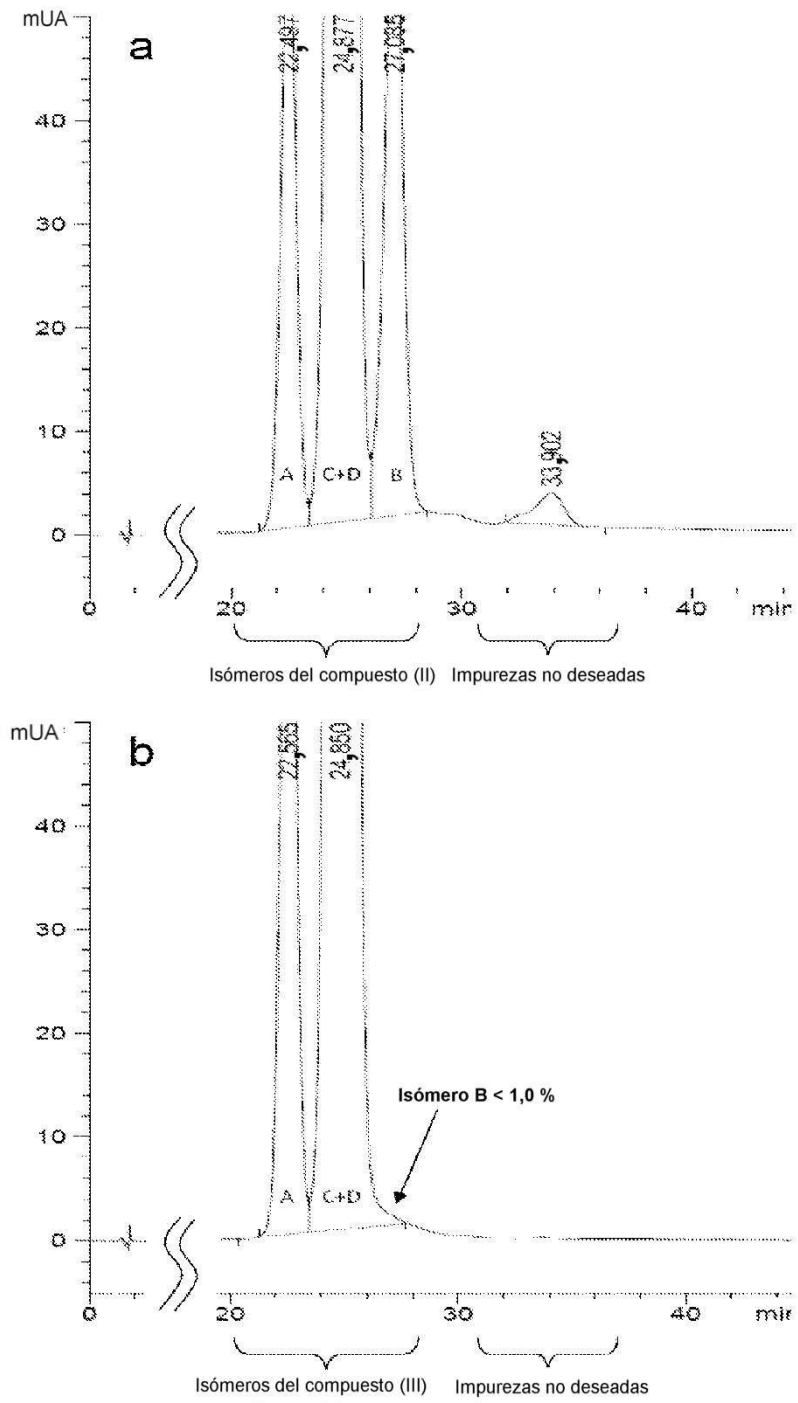 mUA
a
22,497
24,877
27,035
40
30
20
10
33,902
A C+D B
0
0 20 30 40 min
Isómeros del compuesto (II) Impurezas no deseadas
mUA
b
22,565
24,850
40
30
20
Isómero B < 1,0 %
10
A C+D
0
0 20 30 40 min
Isómeros del compuesto (III) Impurezas no deseadas